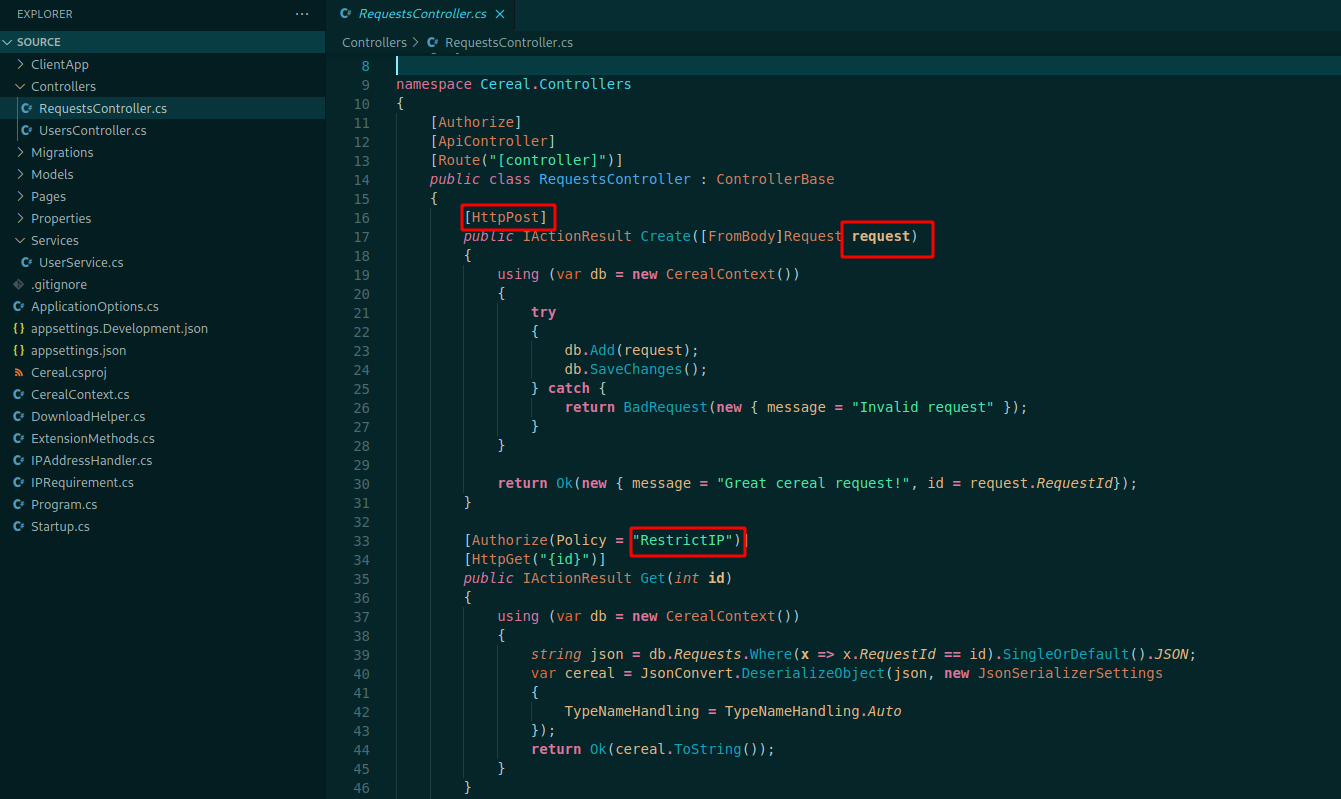 EXPLORER ···
SOURCE
ClientApp
Controllers
C# RequestsController.cs
C# UsersController.cs
Migrations
Models
Pages
Properties
Services
C# UserService.cs
.gitignore
C# ApplicationOptions.cs
{} appsettings.Development.json
{} appsettings.json
Cereal.csproj
C# CerealContext.cs
C# DownloadHelper.cs
C# ExtensionMethods.cs
C# IPAddressHandler.cs
C# IPRequirement.cs
C# Program.cs
C# Startup.cs
C# RequestsController.cs ×
Controllers > C# RequestsController.cs
8
9 namespace Cereal.Controllers
10 {
11 [Authorize]
12 [ApiController]
13 [Route("[controller]")]
14 public class RequestsController : ControllerBase
15 {
16 [HttpPost]
17 public IActionResult Create([FromBody]Request request)
18 {
19 using (var db = new CerealContext())
20 {
21 try
22 {
23 db.Add(request);
24 db.SaveChanges();
25 } catch {
26 return BadRequest(new { message = "Invalid request" });
27 }
28 }
29
30 return Ok(new { message = "Great cereal request!", id = request.RequestId});
31 }
32
33 [Authorize(Policy = "RestrictIP")]
34 [HttpGet("{id}")]
35 public IActionResult Get(int id)
36 {
37 using (var db = new CerealContext())
38 {
39 string json = db.Requests.Where(x => x.RequestId == id).SingleOrDefault().JSON;
40 var cereal = JsonConvert.DeserializeObject(json, new JsonSerializerSettings
41 {
42 TypeNameHandling = TypeNameHandling.Auto
43 });
44 return Ok(cereal.ToString());
45 }
46 }